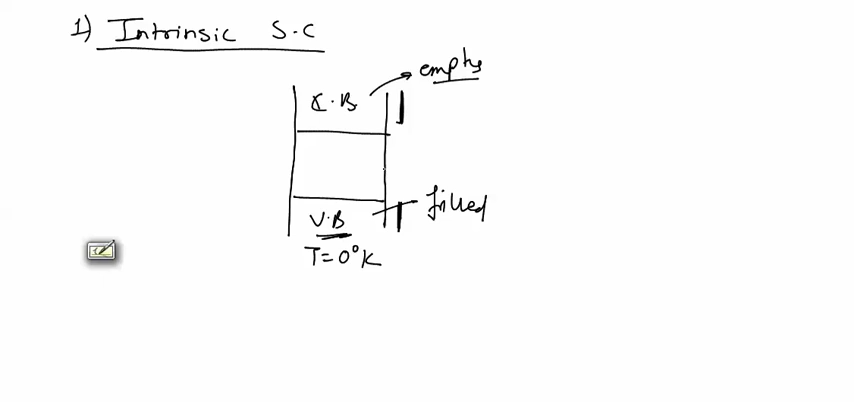 1) Intrinsic S.C
empty
C.B
filled
V.B
T=0°K